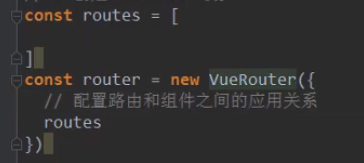 const routes = [
]
const router = new VueRouter({
// 配置路由和组件之间的应用关系
routes
})